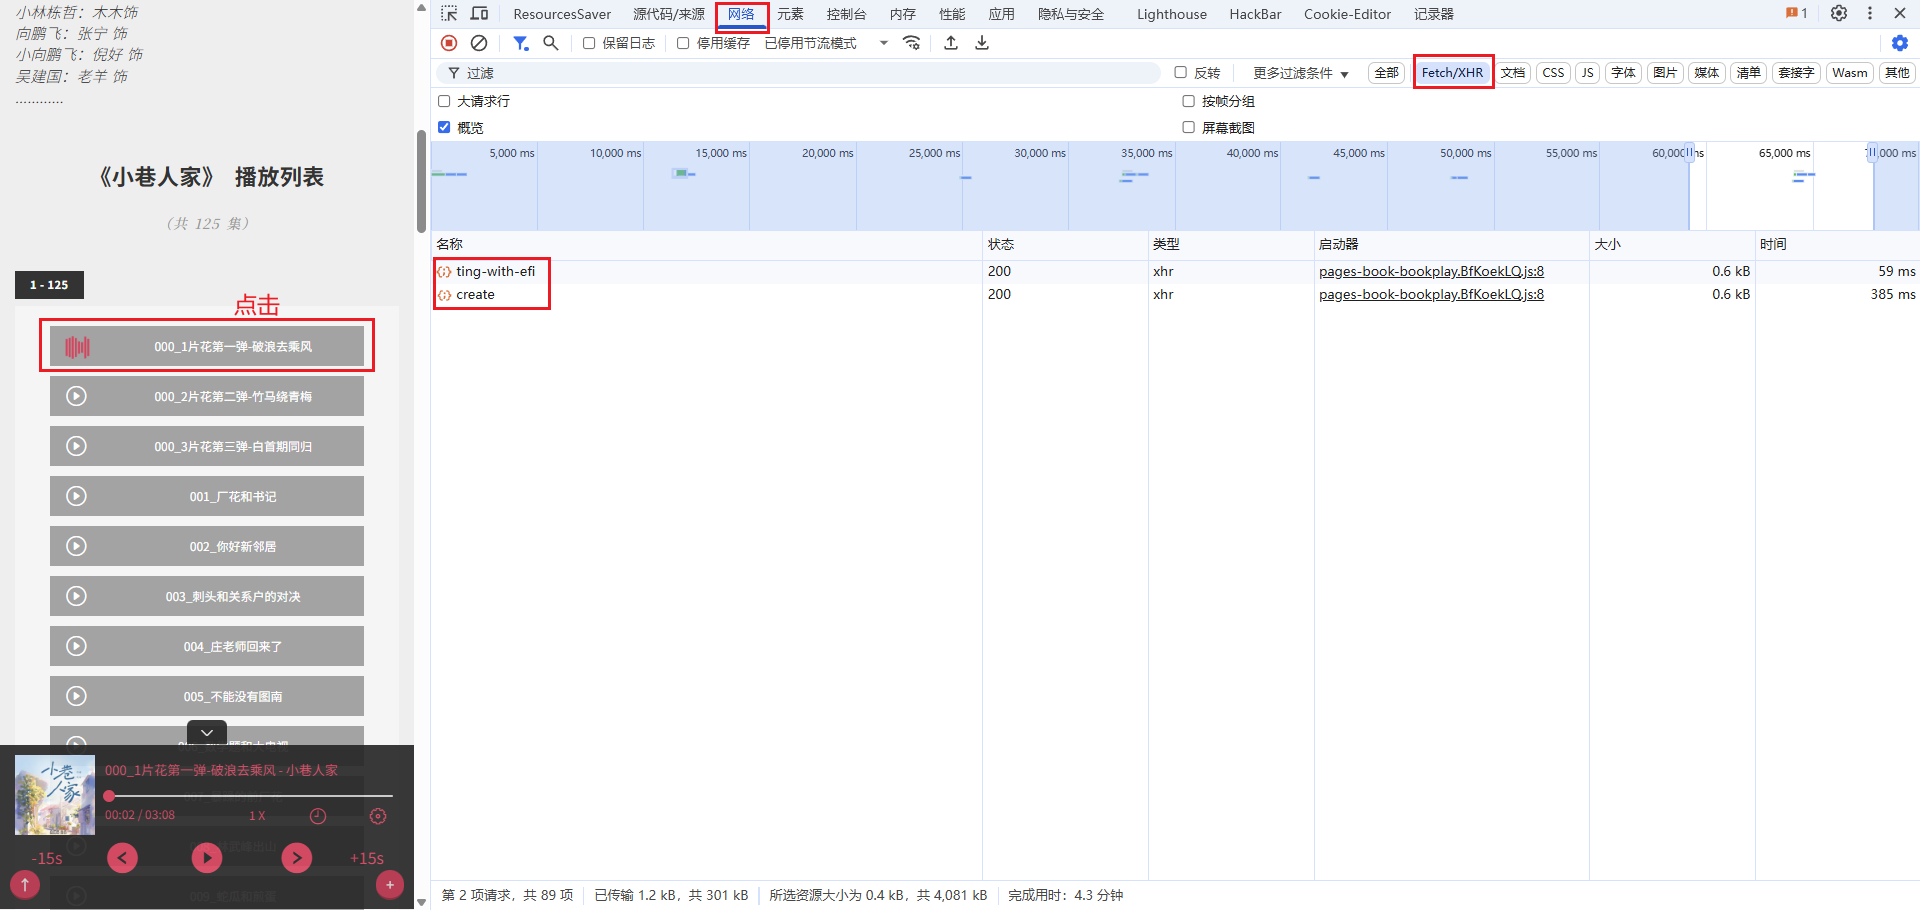 小林栋哲：木木饰
向鹏飞：张宁 饰
小向鹏飞：倪好 饰
吴建国：老羊 饰
............
《小巷人家》 播放列表
（共 125 集）
1 - 125
点击
000_1片花第一弹-破浪去乘风
000_2片花第二弹-竹马绕青梅
000_3片花第三弹-白首期同归
001_厂花和书记
002_你好新邻居
003_刺头和关系户的对决
004_庄老师回来了
005_不能没有图南
小巷人家
000_1片花第一弹-破浪去乘风 - 小巷人家
00:02 / 03:08
1 X
-15s
+15s
ResourcesSaver
源代码/来源
网络
元素
控制台
内存
性能
应用
隐私与安全
Lighthouse
HackBar
Cookie-Editor
记录器
1
保留日志
停用缓存
已停用节流模式
过滤
反转
更多过滤条件
全部
Fetch/XHR
文档
CSS
JS
字体
图片
媒体
清单
套接字
Wasm
其他
大请求行
按帧分组
概览
屏幕截图
5,000 ms
10,000 ms
15,000 ms
20,000 ms
25,000 ms
30,000 ms
35,000 ms
40,000 ms
45,000 ms
50,000 ms
55,000 ms
60,000 ms
65,000 ms
,000 ms
名称
状态
类型
启动器
大小
时间
ting-with-efi
200
xhr
pages-book-bookplay.BfKoekLQ.js:8
0.6 kB
59 ms
create
200
xhr
pages-book-bookplay.BfKoekLQ.js:8
0.6 kB
385 ms
第 2 项请求，共 89 项
已传输 1.2 kB，共 301 kB
所选资源大小为 0.4 kB，共 4,081 kB
完成用时：4.3 分钟